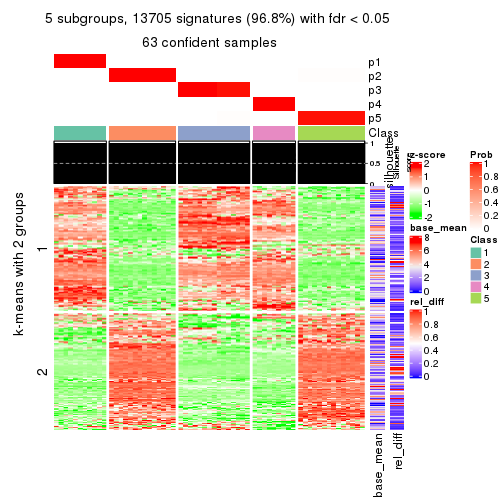 5 subgroups, 13705 signatures (96.8%) with fdr < 0.05
63 confident samples
p1
p2
p3
p4
p5
Class
1
0.5
0
silhouette
Silhouette
score
k-means with 2 groups
1
2
base_mean
rel_diff
z-score
2
1
0
-1
-2
base_mean
8
6
4
2
0
rel_diff
1
0.8
0.6
0.4
0.2
0
Prob
1
0.8
0.6
0.4
0.2
0
Class
1
2
3
4
5